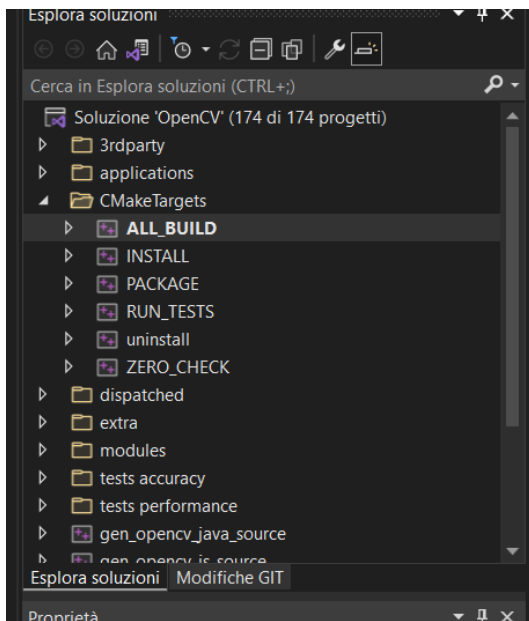 Esplora soluzioni
Cerca in Esplora soluzioni (CTRL+;)
Soluzione 'OpenCV' (174 di 174 progetti)
3rdparty
applications
CMakeTargets
ALL_BUILD
INSTALL
PACKAGE
RUN_TESTS
uninstall
ZERO_CHECK
dispatched
extra
modules
tests accuracy
tests performance
gen_opencv_java_source
gen_opencv_js_source
Esplora soluzioni Modifiche GIT
Proprietà